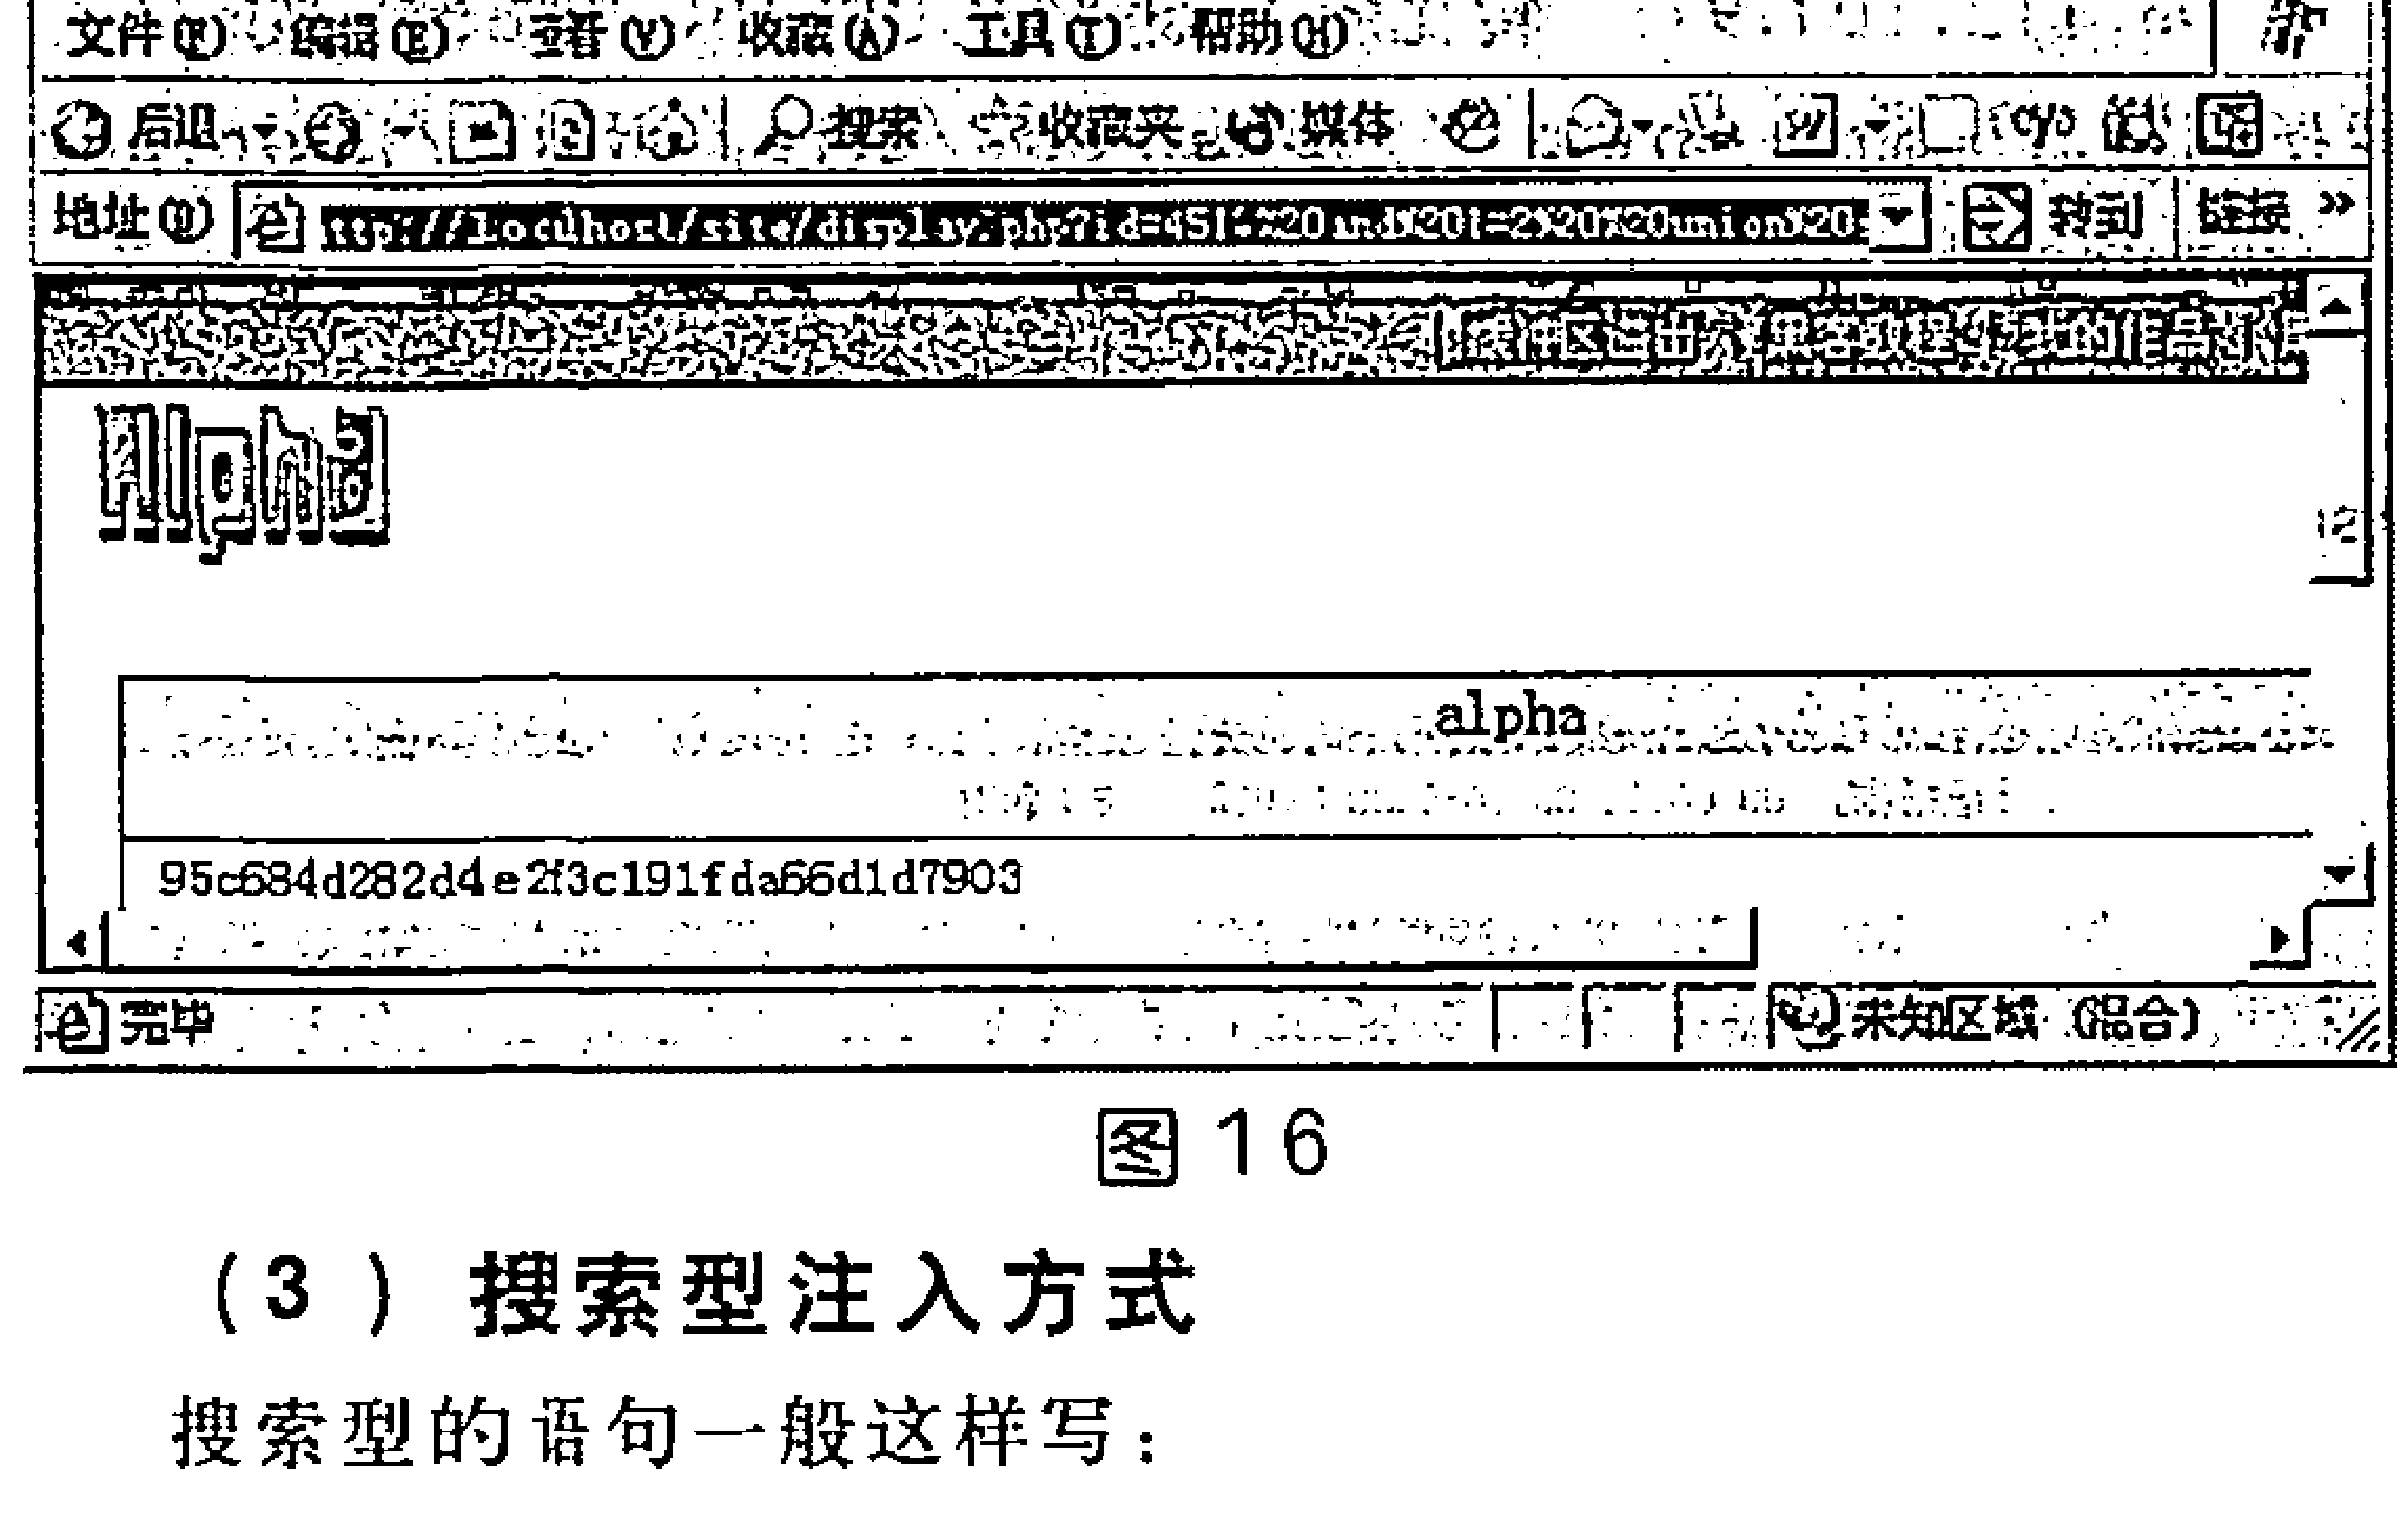 文件(F) 编辑(E) 查看(V) 收藏(A) 工具(T) 帮助(H)
后退 搜索 收藏夹 媒体
地址(D) http://localhost/site/display.php?id=451'%20and%201=2%20%20union%20 转到 链接 »
Alpha
alpha
95c684d282d4e2f3c191fda66d1d7903
完毕 未知区域 (混合)
图 16
(3) 搜索型注入方式
搜索型的语句一般这样写：